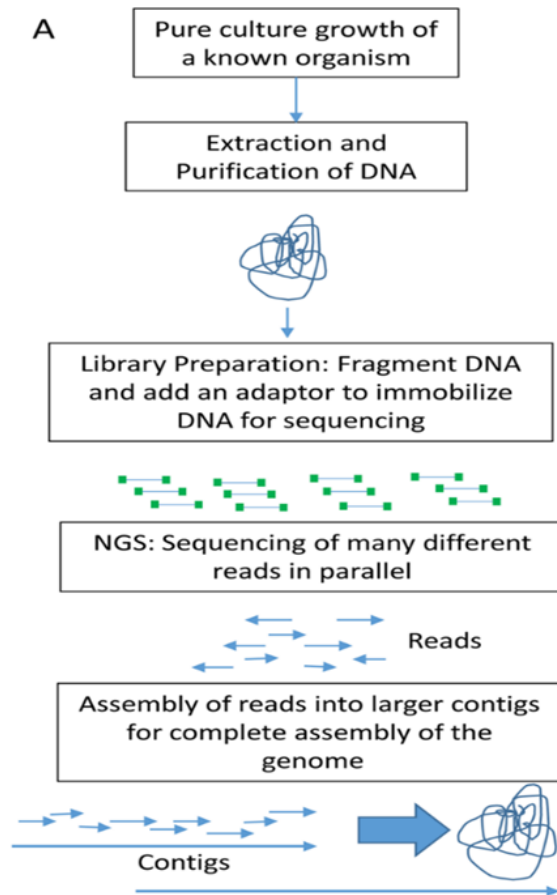 A
Pure culture growth of
a known organism
Extraction and
Purification of DNA
Library Preparation: Fragment DNA
and add an adaptor to immobilize
DNA for sequencing
NGS: Sequencing of many different
reads in parallel
Reads
Assembly of reads into larger contigs
for complete assembly of the
genome
Contigs